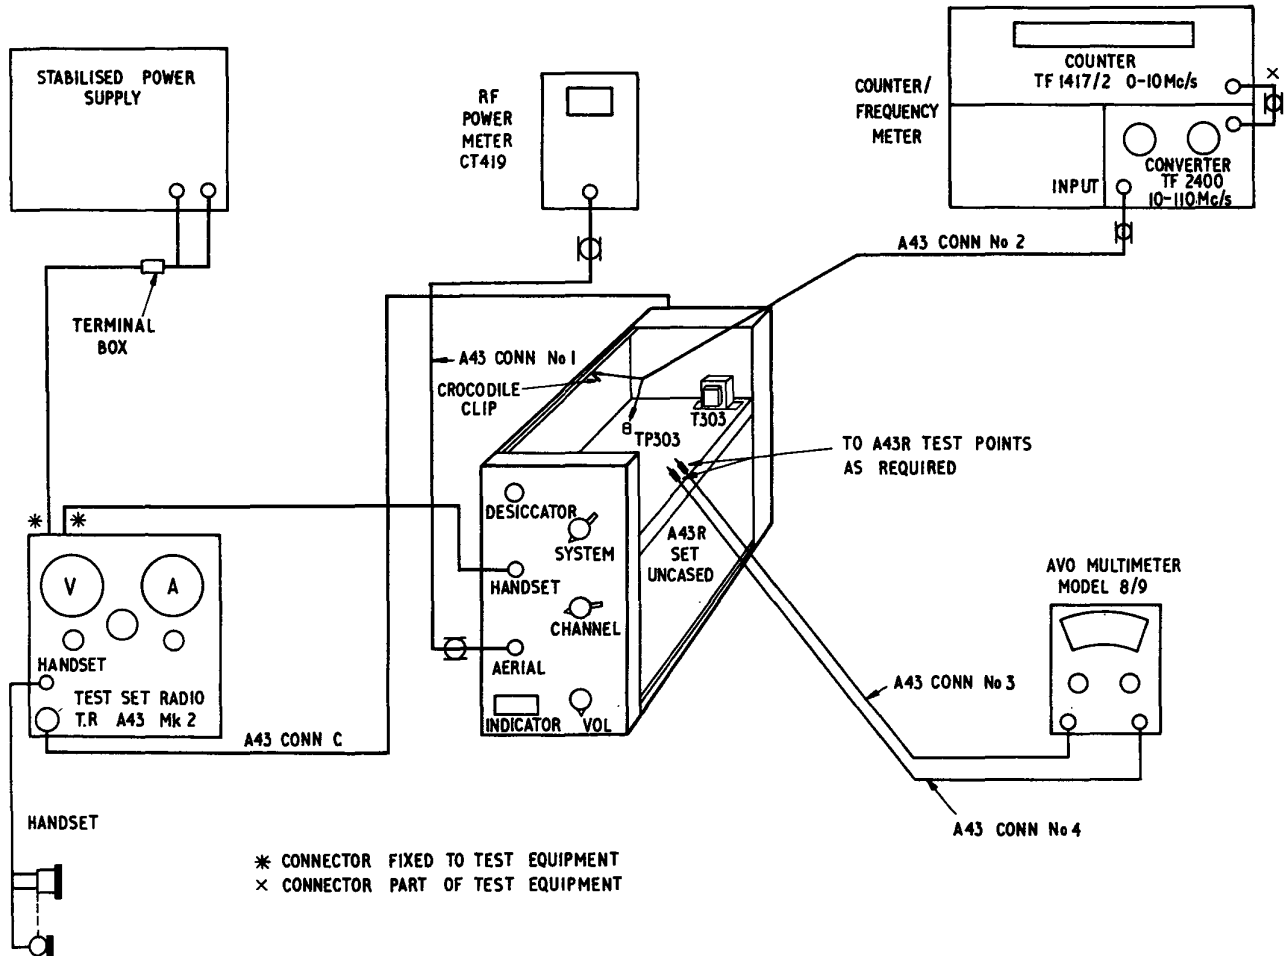 STABILISED POWER
SUPPLY
TERMINAL
BOX
RF
POWER
METER
CT419
COUNTER/
FREQUENCY
METER
COUNTER
TF 1417/2 0-10Mc/s
×
INPUT
CONVERTER
TF 2400
10-110Mc/s
A43 CONN No 2
A43 CONN No 1
CROCODILE
CLIP
TP303
T303
TO A43R TEST POINTS
AS REQUIRED
DESICCATOR
SYSTEM
HANDSET
CHANNEL
AERIAL
INDICATOR
VOL
A43R
SET
UNCASED
* *
V
A
HANDSET
TEST SET RADIO
T.R A43 Mk 2
A43 CONN C
AVO MULTIMETER
MODEL 8/9
A43 CONN No 3
A43 CONN No 4
HANDSET
* CONNECTOR FIXED TO TEST EQUIPMENT
× CONNECTOR PART OF TEST EQUIPMENT